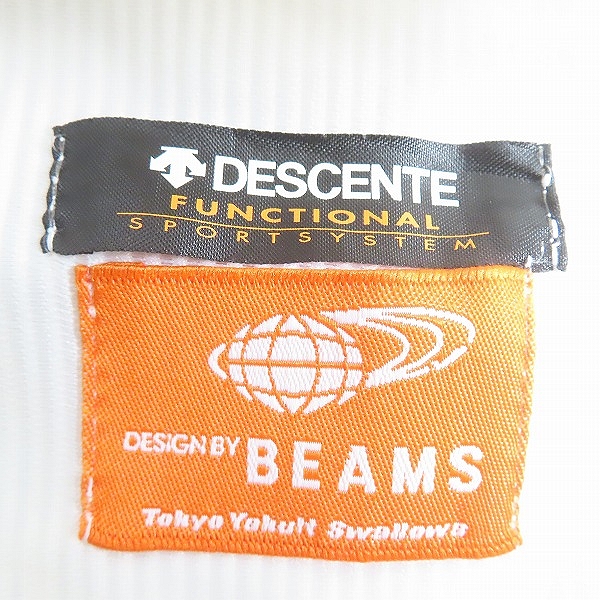 DESCENTE
FUNCTIONAL
SPORTSYSTEM
DESIGN BY BEAMS
Tokyo Yakult Swallows